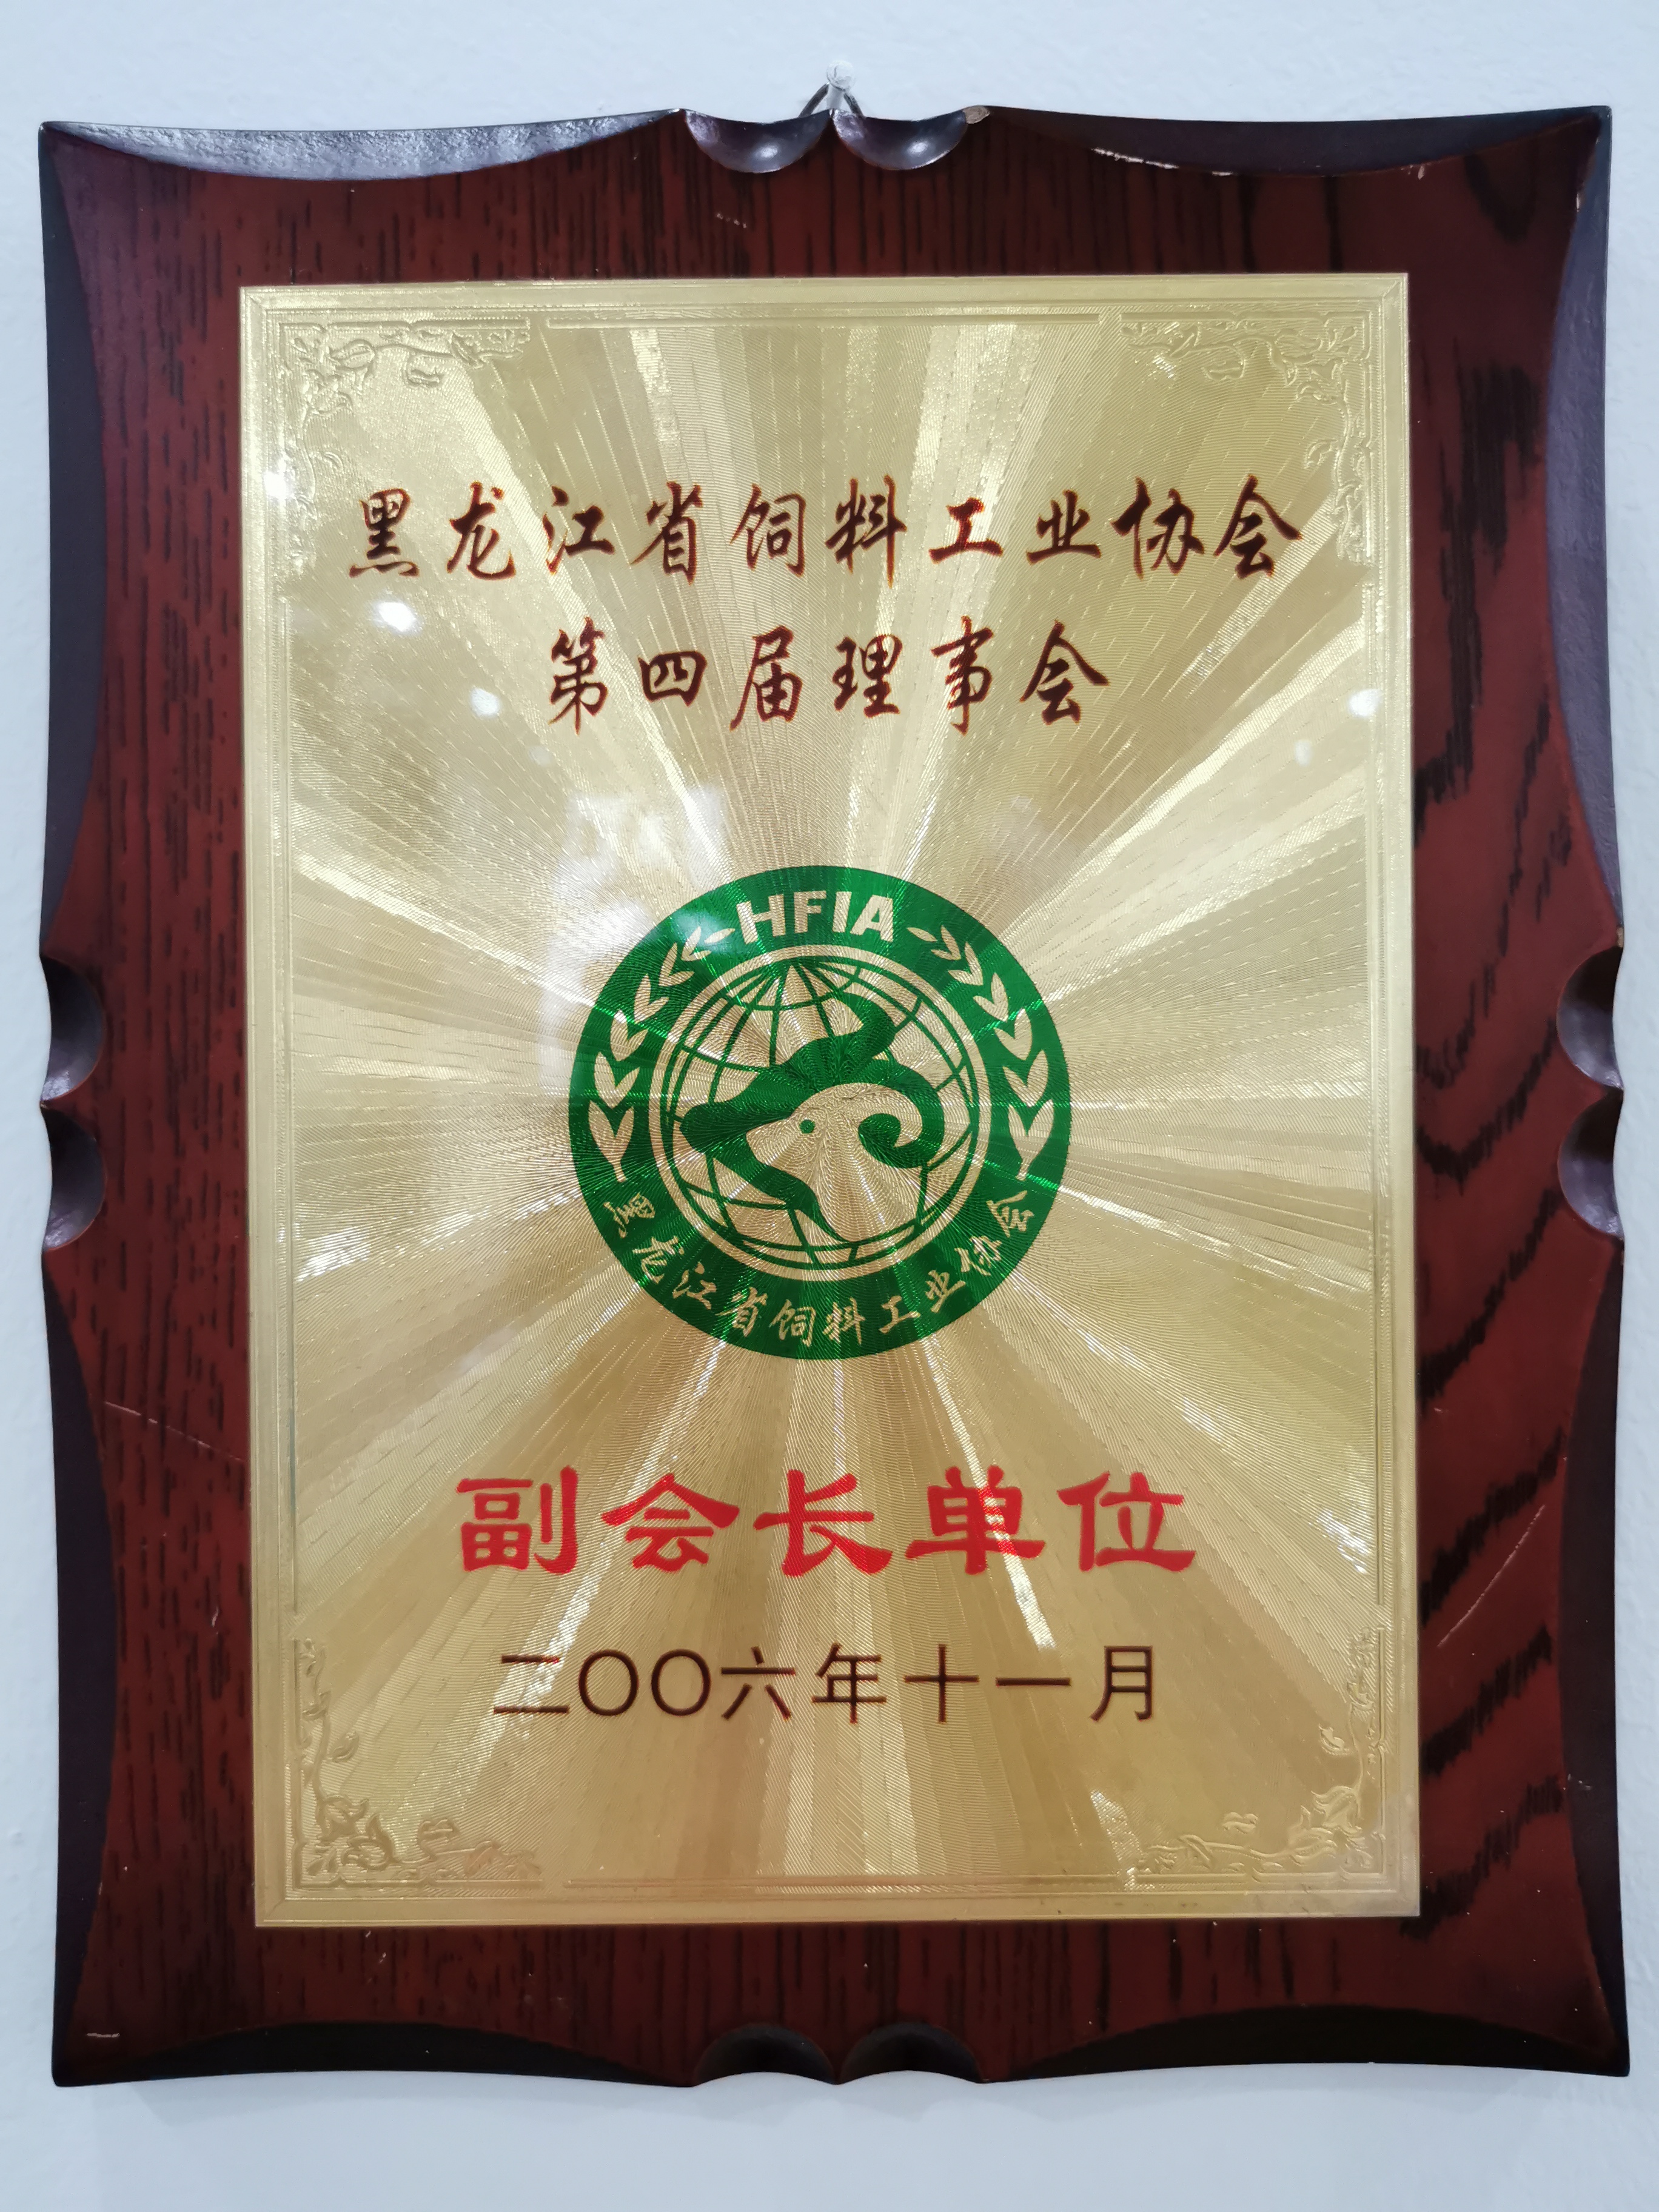 黑龙江省饲料工业协会
第四届理事会
HFIA
黑龙江省饲料工业协会
副会长单位
二〇〇六年十一月